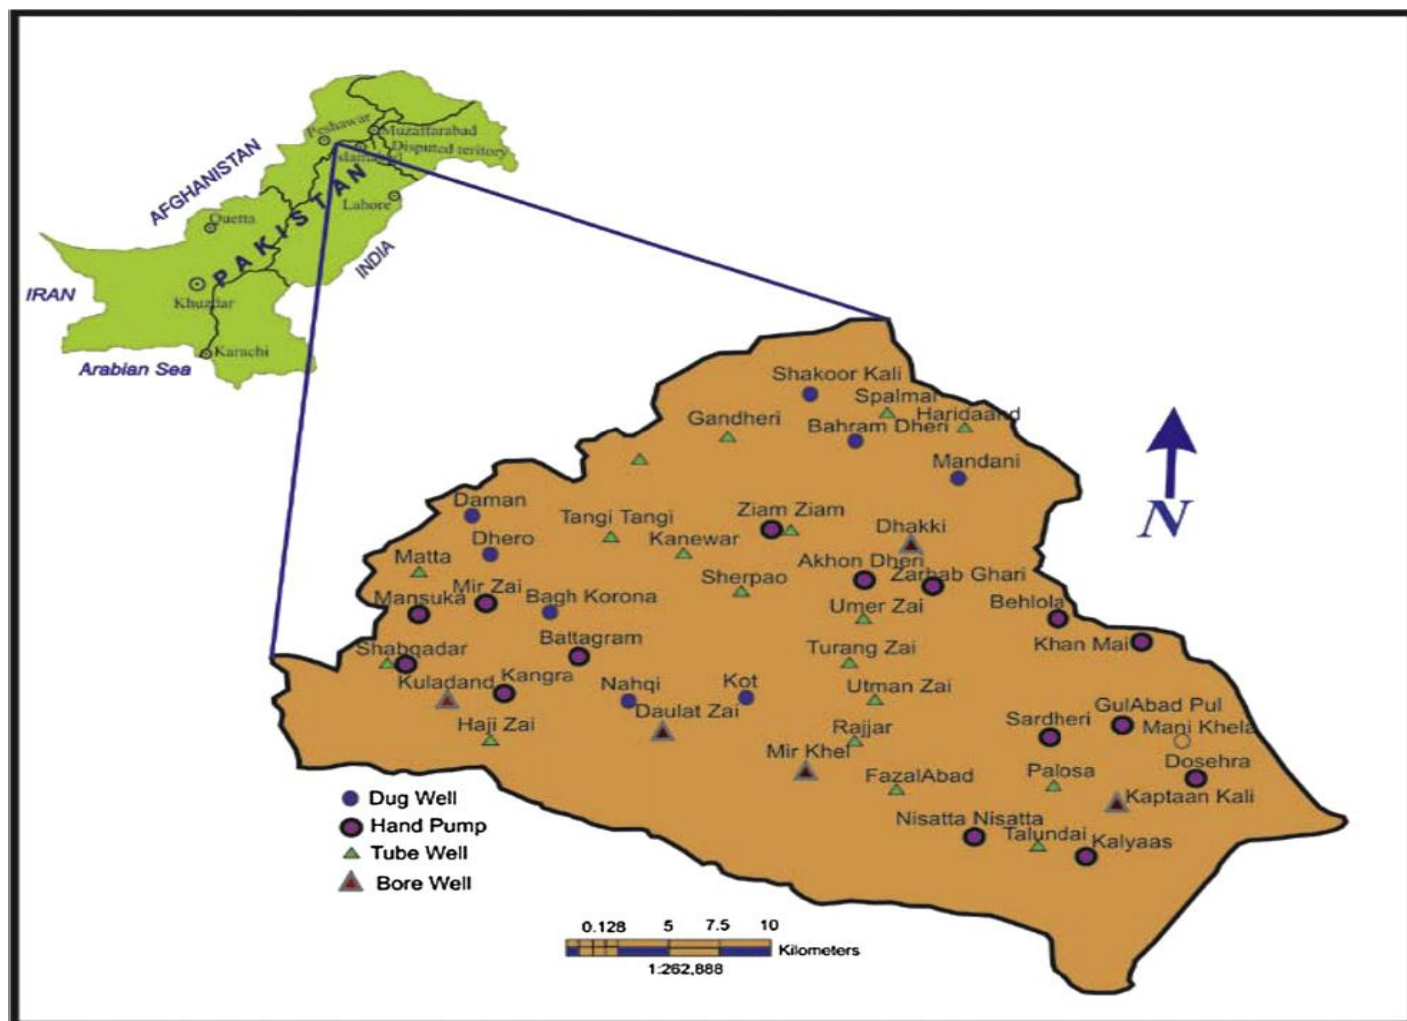 Peshawar
Muzaffarabad
Disputed teritory
Islamabad
AFGHANISTAN
Lahore
PAKISTAN
Quetta
INDIA
IRAN
Khuzdar
Karachi
Arabian Sea
Shakoor Kali
Spalmai
Haridaand
Gandheri
Bahram Dheri
Mandani
Daman
Tangi Tangi
Ziam Ziam
Dhakki
Dhero
Kanewar
Matta
Akhon Dheri
Zarbab Ghari
Sherpao
Mir Zai
Mansuka
Bagh Korona
Umer Zai
Behlola
Battagram
Khan Mai
Shabqadar
Turang Zai
Kuladand
Kangra
Nahqi
Kot
Utman Zai
GulAbad Pul
Daulat Zai
Sardheri
Mani Khela
Haji Zai
Rajjar
Mir Khel
Dosehra
FazalAbad
Palosa
Kaptaan Kali
Nisatta Nisatta
Talundai
Kalyaas
N
Dug Well
Hand Pump
Tube Well
Bore Well
0.128 5 7.5 10
Kilometers
1:262,888